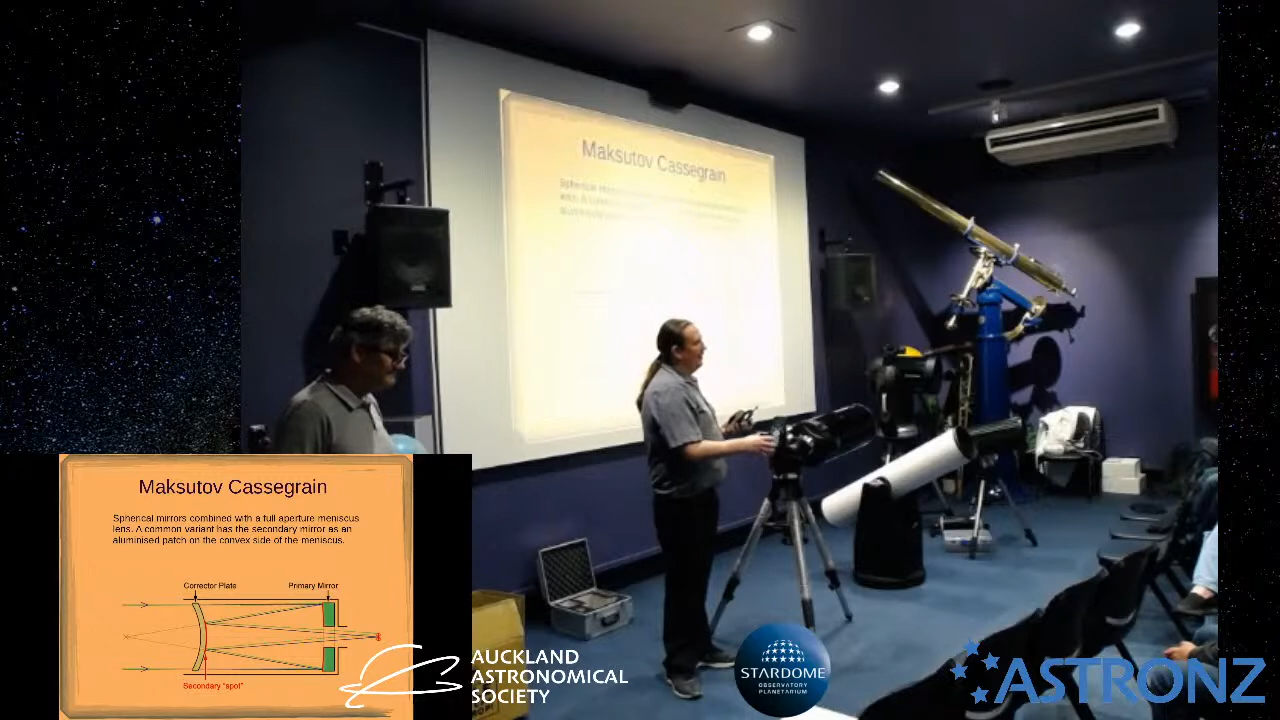 Maksutov Cassegrain
Maksutov Cassegrain
Spherical mirrors combined with a full aperture meniscus
lens. A common variant has the secondary mirror as an
aluminised patch on the convex side of the meniscus.
Corrector Plate
Primary Mirror
Secondary "spot"
AUCKLAND
ASTRONOMICAL
SOCIETY
STARDOME
OBSERVATORY
PLANETARIUM
ASTRONZ